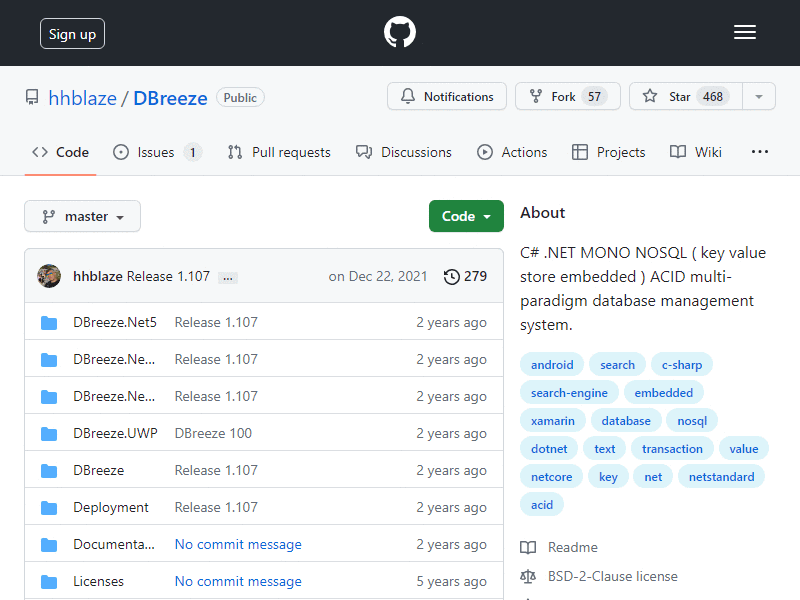 Sign up
hhblaze / DBreeze Public
Notifications
Fork 57
Star 468
Code
Issues 1
Pull requests
Discussions
Actions
Projects
Wiki
master
Code
hhblaze Release 1.107 ... on Dec 22, 2021 279
DBreeze.Net5 Release 1.107 2 years ago
DBreeze.Ne... Release 1.107 2 years ago
DBreeze.Ne... Release 1.107 2 years ago
DBreeze.UWP DBreeze 100 2 years ago
DBreeze Release 1.107 2 years ago
Deployment Release 1.107 2 years ago
Documenta... No commit message 2 years ago
Licenses No commit message 5 years ago
About
C# .NET MONO NOSQL ( key value
store embedded ) ACID multi-
paradigm database management
system.
android search c-sharp
search-engine embedded
xamarin database nosql
dotnet text transaction value
netcore key net netstandard
acid
Readme
BSD-2-Clause license